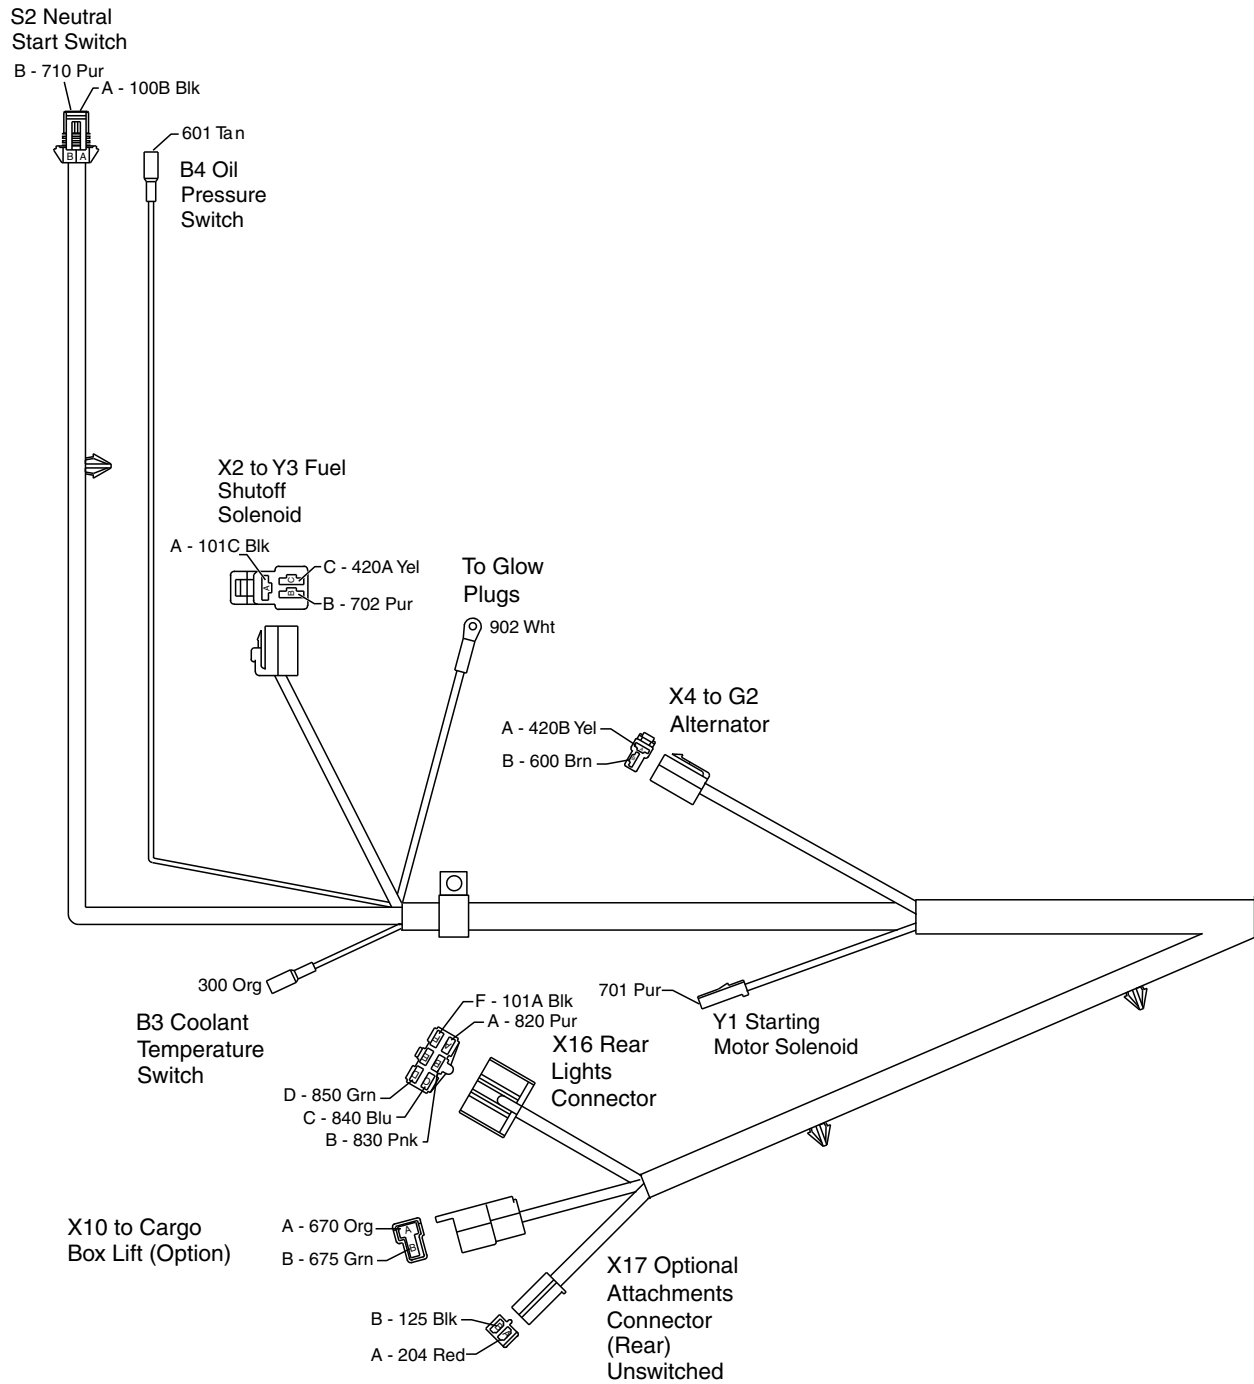 S2 Neutral
Start Switch
B - 710 Pur
A - 100B Blk
B A
601 Tan
B4 Oil
Pressure
Switch
X2 to Y3 Fuel
Shutoff
Solenoid
A - 101C Blk
C - 420A Yel
B - 702 Pur
A
C
B
To Glow
Plugs
902 Wht
X4 to G2
Alternator
A - 420B Yel
B - 600 Brn
300 Org
B3 Coolant
Temperature
Switch
701 Pur
Y1 Starting
Motor Solenoid
F - 101A Blk
A - 820 Pur
X16 Rear
Lights
Connector
D - 850 Grn
C - 840 Blu
B - 830 Pnk
X10 to Cargo
Box Lift (Option)
A - 670 Org
B - 675 Grn
A
B
X17 Optional
Attachments
Connector
(Rear)
Unswitched
B - 125 Blk
A - 204 Red